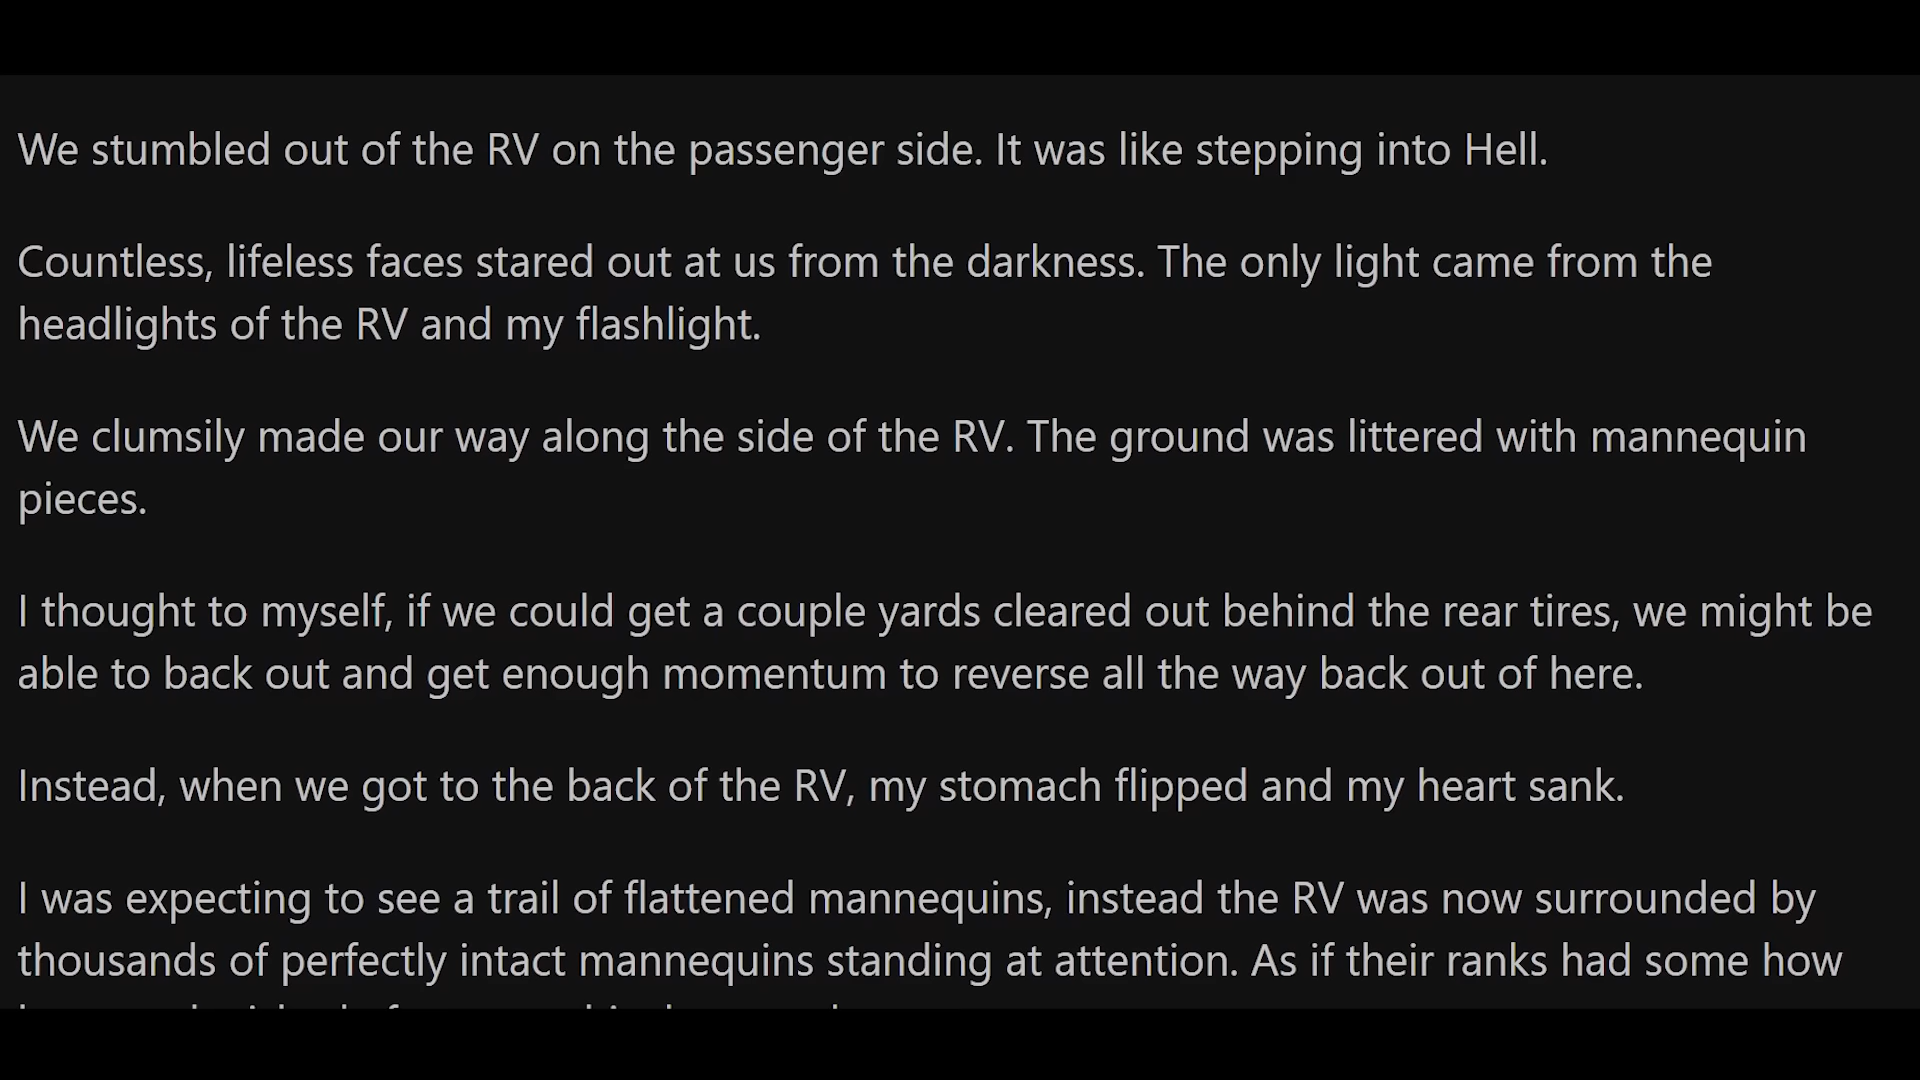 We stumbled out of the RV on the passenger side. It was like stepping into Hell.
Countless, lifeless faces stared out at us from the darkness. The only light came from the
headlights of the RV and my flashlight.
We clumsily made our way along the side of the RV. The ground was littered with mannequin
pieces.
I thought to myself, if we could get a couple yards cleared out behind the rear tires, we might be
able to back out and get enough momentum to reverse all the way back out of here.
Instead, when we got to the back of the RV, my stomach flipped and my heart sank.
I was expecting to see a trail of flattened mannequins, instead the RV was now surrounded by
thousands of perfectly intact mannequins standing at attention. As if their ranks had some how